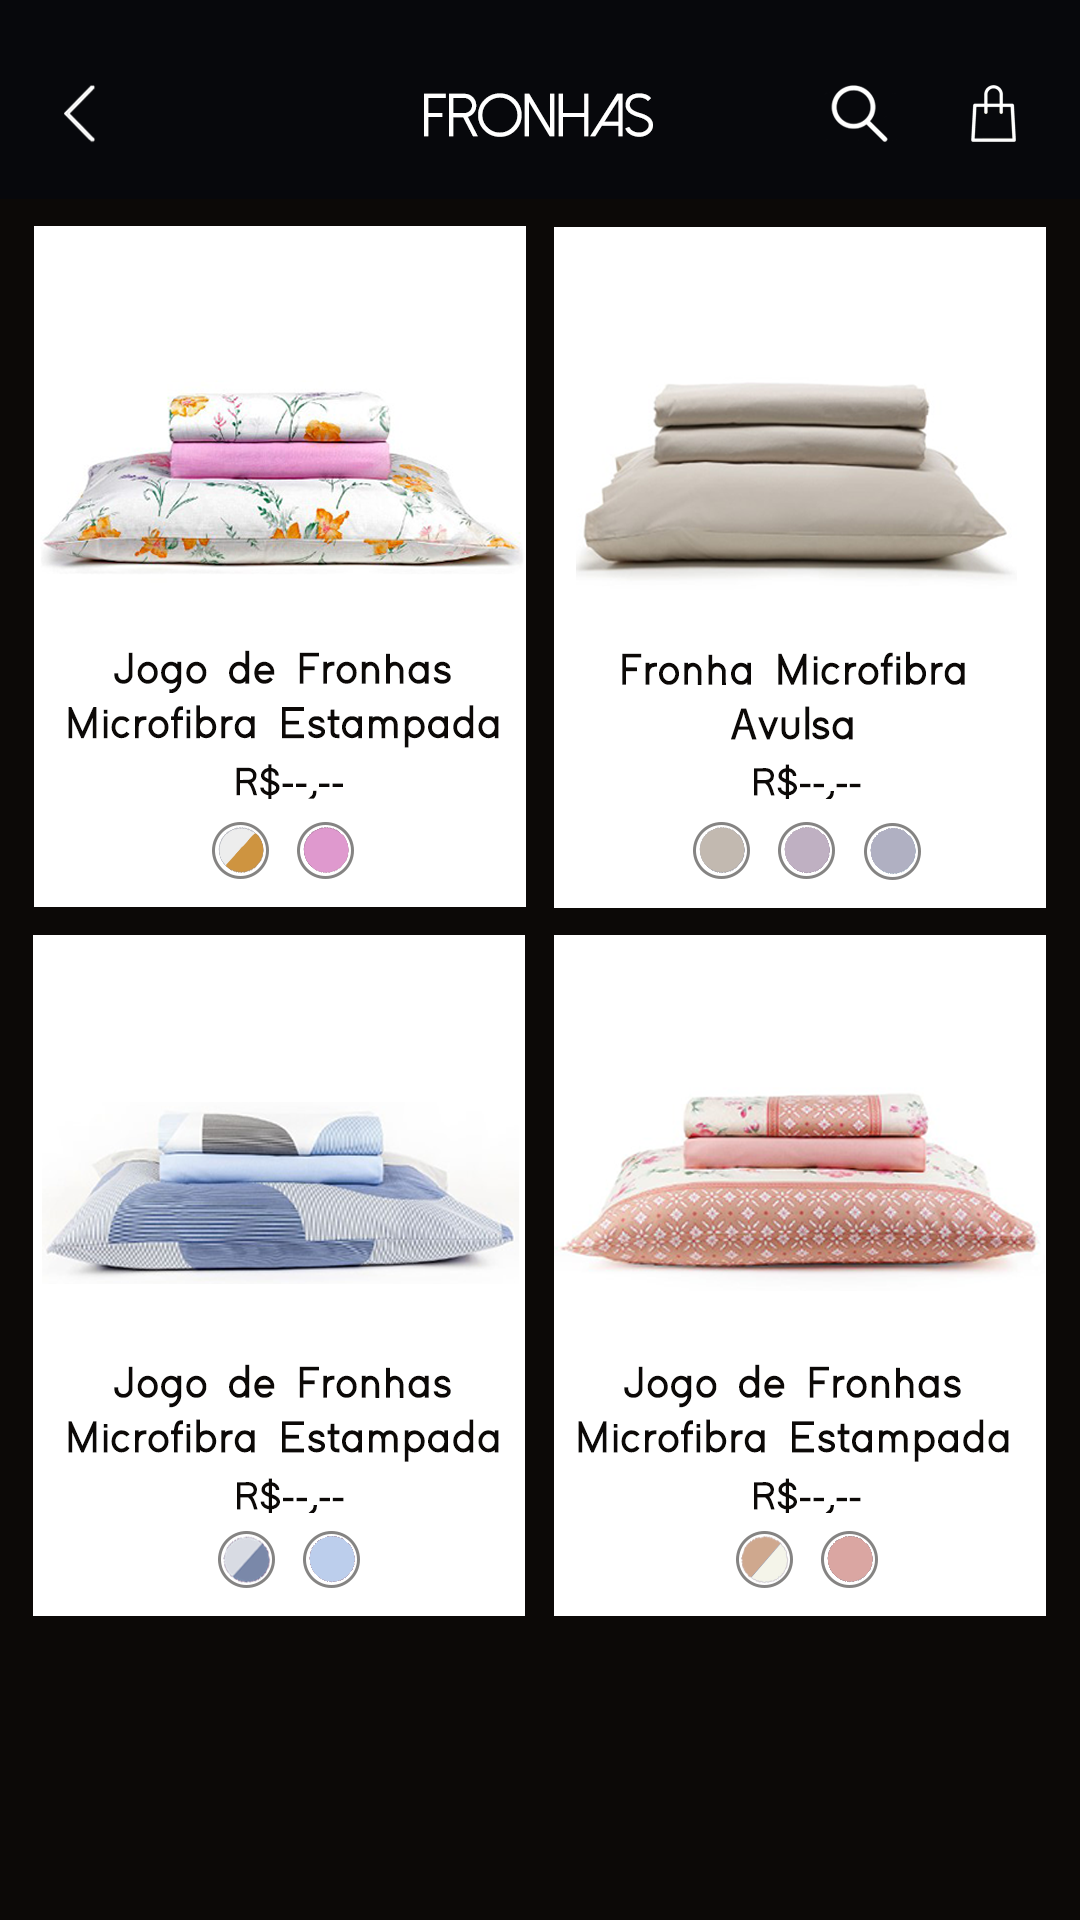 FRONHAS
Jogo de Fronhas
Microfibra Estampada
R$--,--
Fronha Microfibra
Avulsa
R$--,--
Jogo de Fronhas
Microfibra Estampada
R$--,--
Jogo de Fronhas
Microfibra Estampada
R$--,--